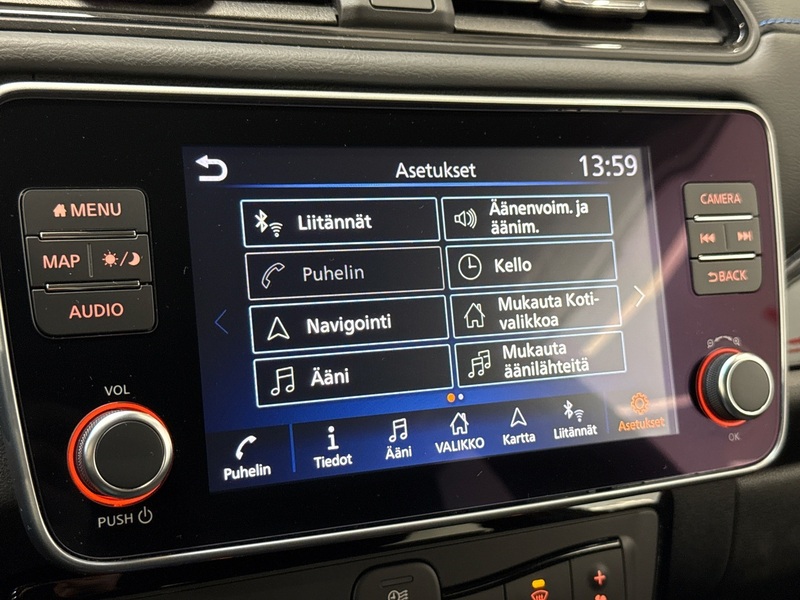 Asetukset
13:59
MENU
MAP
AUDIO
VOL
PUSH
Liitännät
Äänenvoim. ja
äänim.
Puhelin
Kello
Navigointi
Mukauta Koti-
valikkoa
Ääni
Mukauta
äänilähteitä
Puhelin
Tiedot
Ääni
VALIKKO
Kartta
Liitännät
Asetukset
CAMERA
BACK
OK